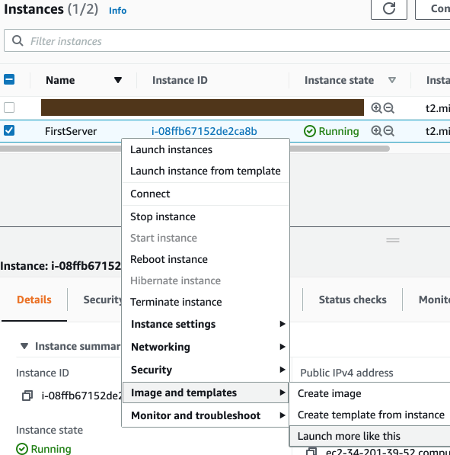 Instances (1/2) Info
Con
Filter instances
Name Instance ID Instance state Insta
t2.mi
FirstServer i-08ffb67152de2ca8b Running t2.mi
Launch instances
Launch instance from template
Connect
Stop instance
Start instance
Reboot instance
Hibernate instance
Terminate instance
Instance settings
Networking
Security
Image and templates
Monitor and troubleshoot
Create image
Create template from instance
Launch more like this
Instance: i-08ffb67152
Details Security Status checks Monito
Instance summar
Instance ID Public IPv4 address
i-08ffb67152de2
Instance state
Running ec2-34-201-39-52.compu